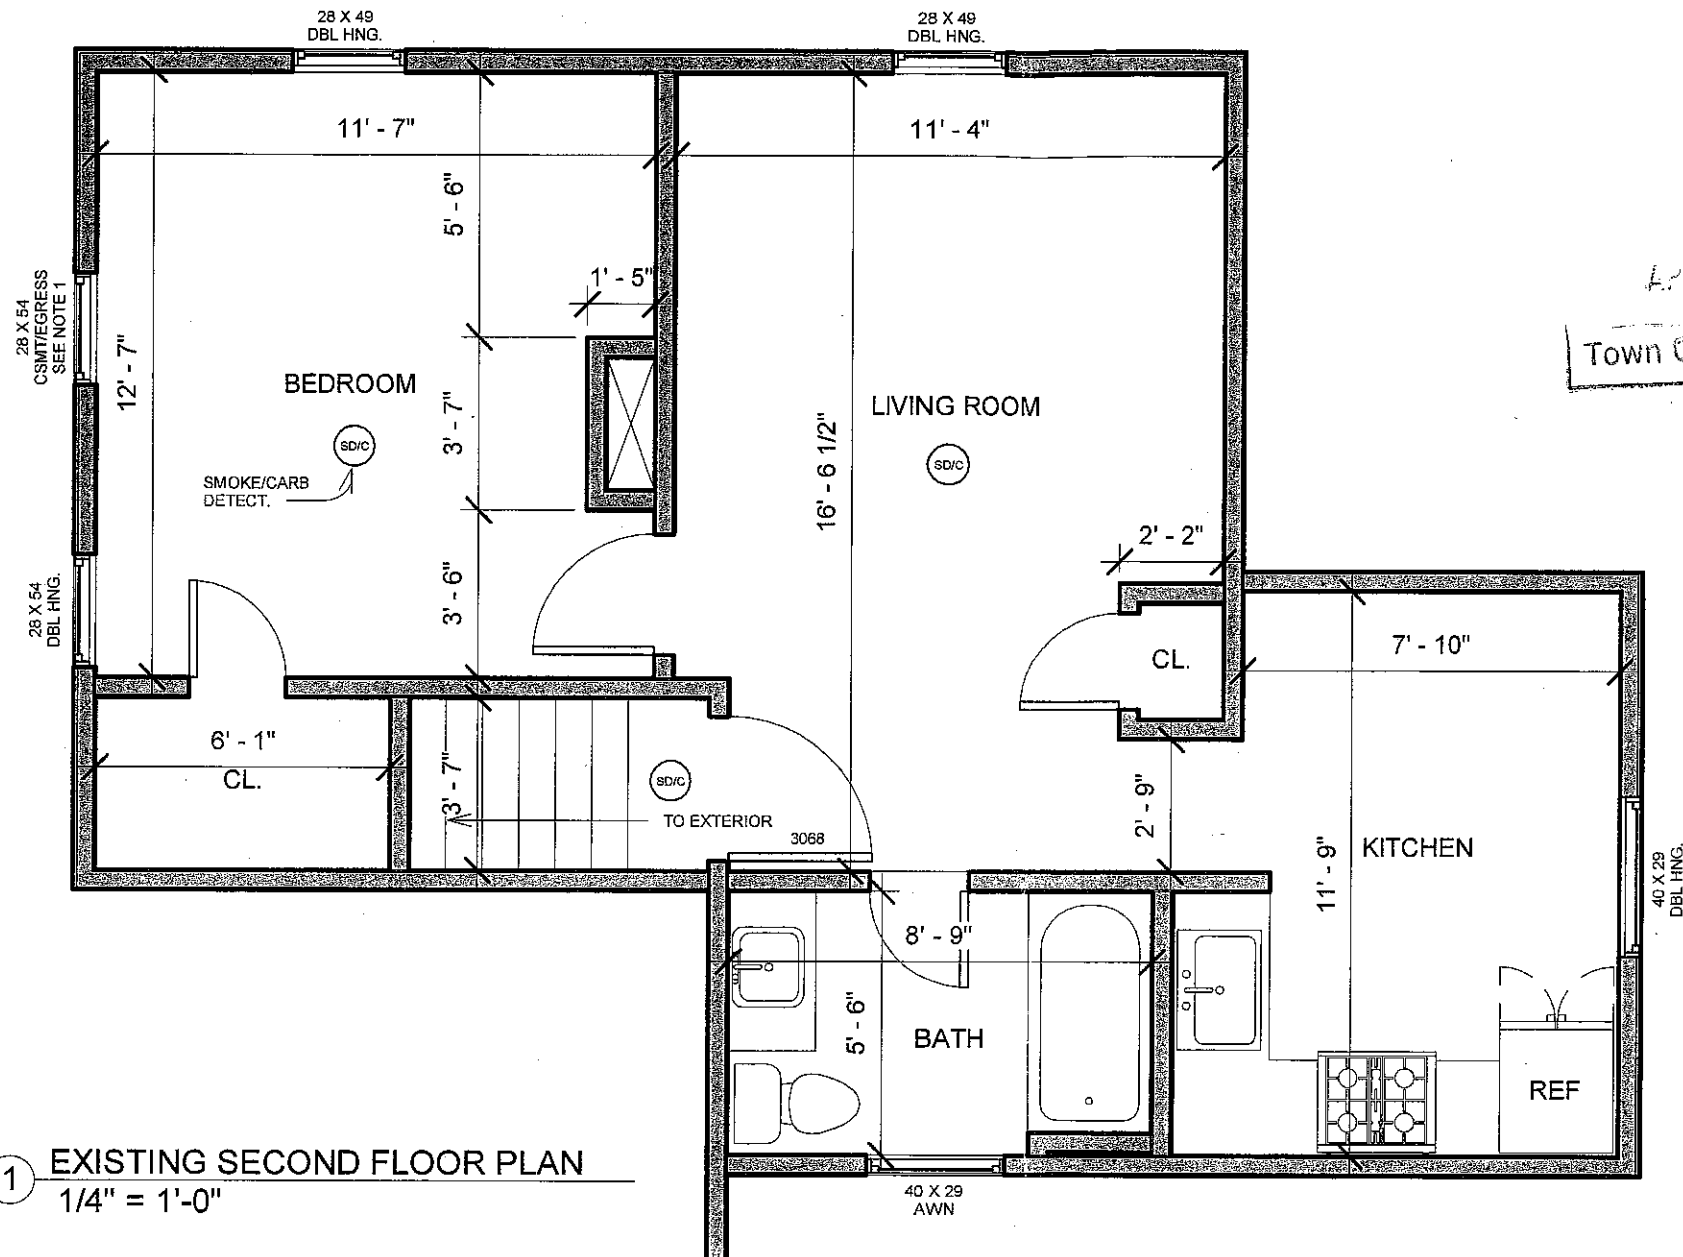 28 X 49
DBL HNG.
28 X 49
DBL HNG.
11' - 7"
11' - 4"
5' - 6"
1' - 5"
28 X 54
CSMT/EGRESS
SEE NOTE 1
12' - 7"
BEDROOM
3' - 7"
LIVING ROOM
Town
SD/C
SMOKE/CARB
DETECT.
SD/C
16' - 6 1/2"
2' - 2"
28 X 54
DBL HNG.
3' - 6"
CL.
7' - 10"
6' - 1"
CL.
3' - 7"
SD/C
TO EXTERIOR
3068
2' - 9"
KITCHEN
11' - 9"
40 X 29
DBL HNG.
8' - 9"
5' - 6"
BATH
REF
1
EXISTING SECOND FLOOR PLAN
1/4" = 1'-0"
40 X 29
AWN